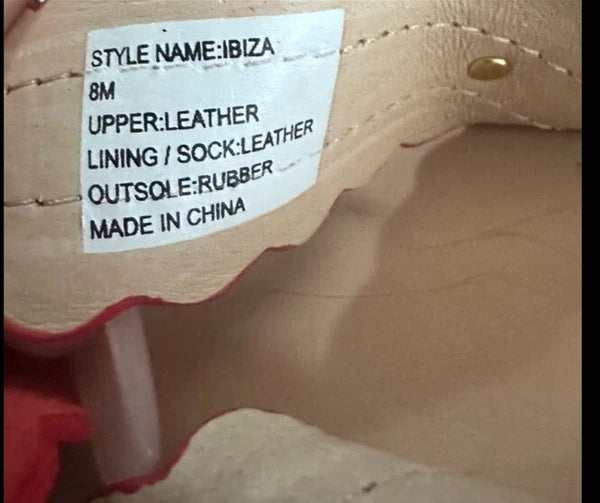 STYLE NAME:IBIZA
8M
UPPER:LEATHER
LINING / SOCK:LEATHER
OUTSOLE:RUBBER
MADE IN CHINA